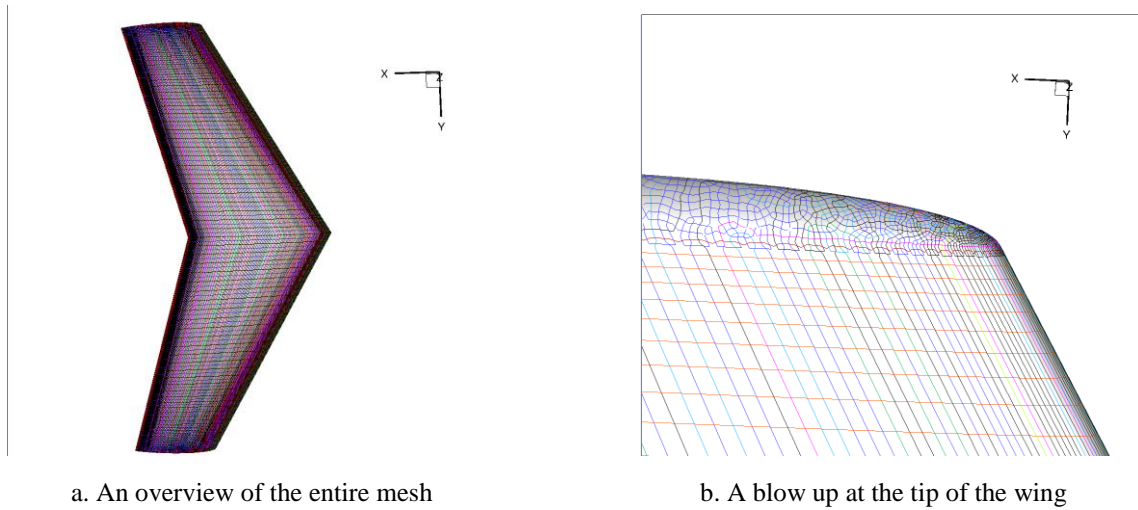 X
Z
Y
X
Z
Y
a. An overview of the entire mesh
b. A blow up at the tip of the wing